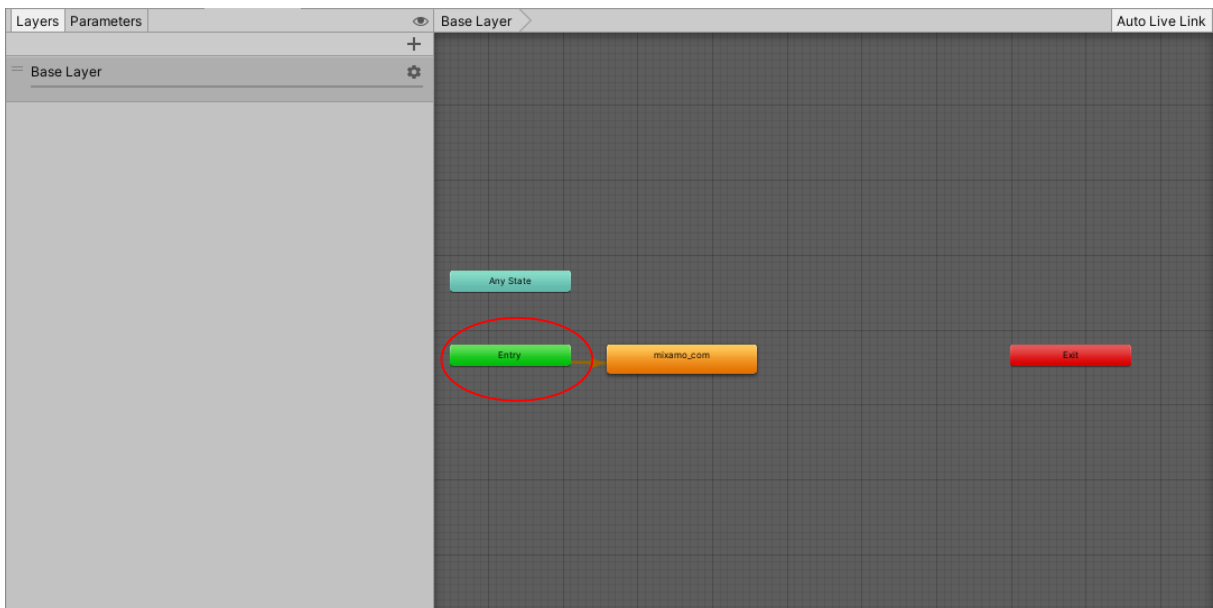 Layers Parameters
Base Layer
Auto Live Link
Base Layer
Any State
Entry
mixamo_com
Exit